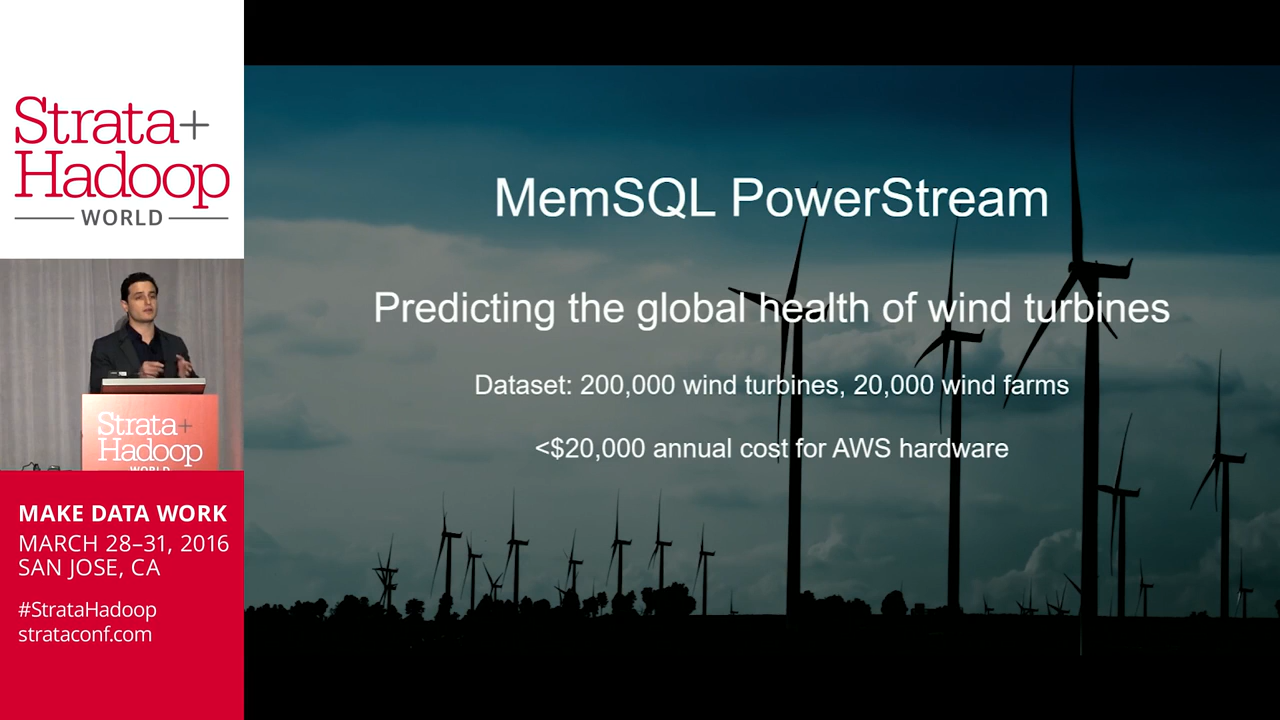 Strata+
Hadoop
WORLD
Strata+
Hadoop
WORLD
MAKE DATA WORK
MARCH 28–31, 2016
SAN JOSE, CA
#StrataHadoop
strataconf.com
MemSQL PowerStream
Predicting the global health of wind turbines
Dataset: 200,000 wind turbines, 20,000 wind farms
<$20,000 annual cost for AWS hardware